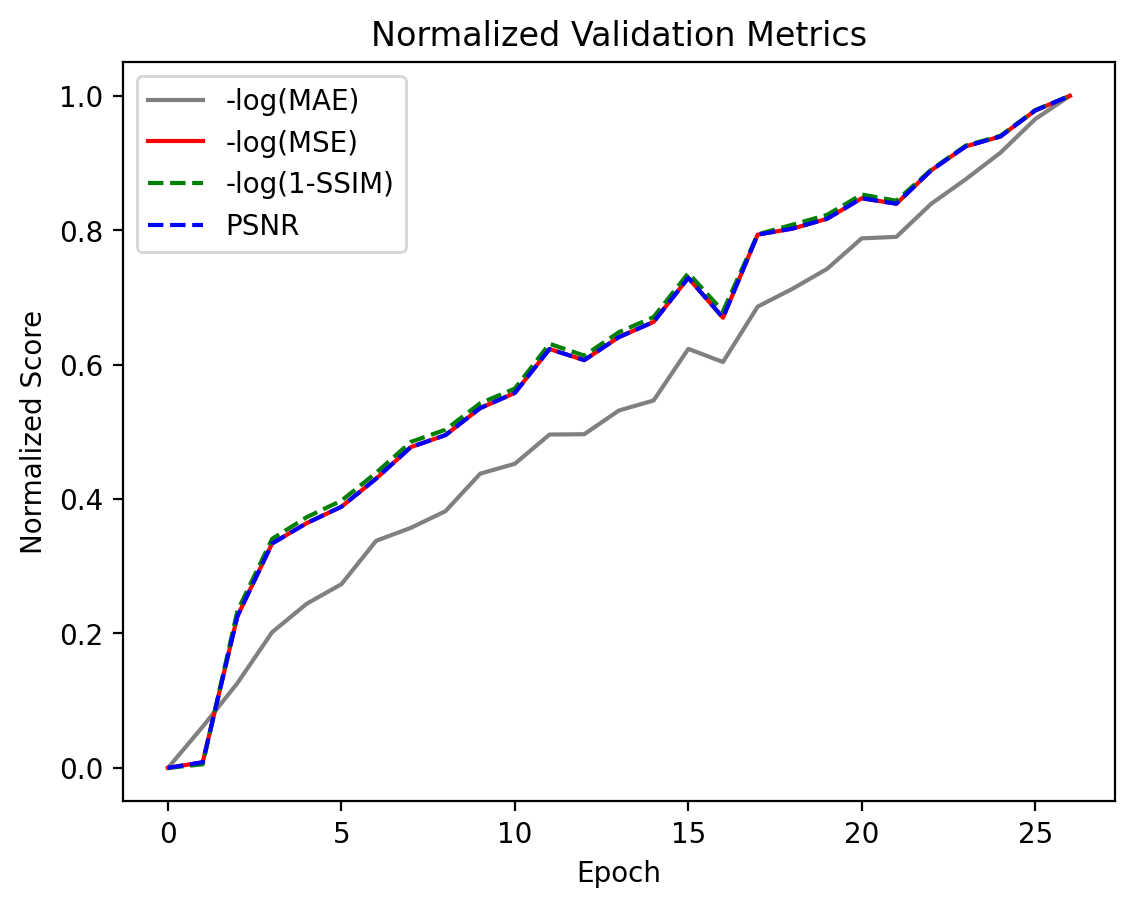 Normalized Validation Metrics
-log(MAE)
-log(MSE)
-log(1-SSIM)
PSNR
1.0
0.8
0.6
0.4
0.2
0.0
Normalized Score
0 5 10 15 20 25
Epoch